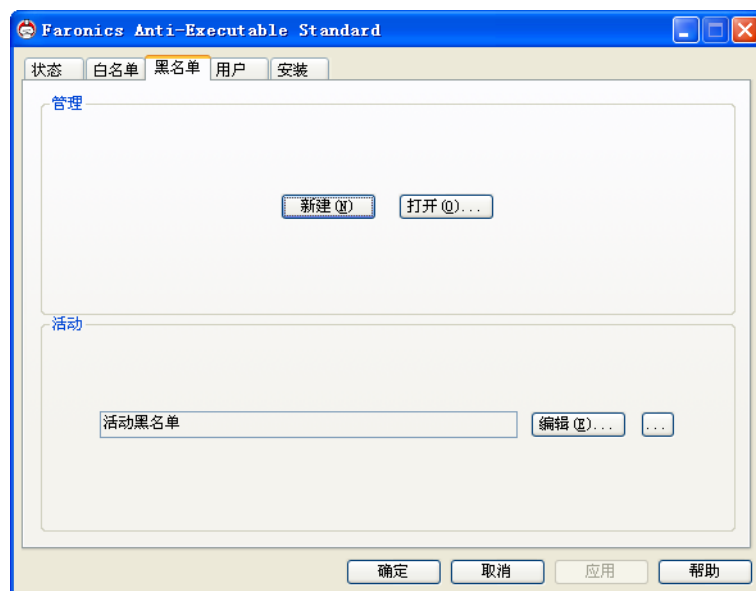 Faronics Anti-Executable Standard
状态 白名单 黑名单 用户 安装
管理
新建(N) 打开(O)...
活动
活动黑名单 编辑(E)... ...
确定 取消 应用 帮助